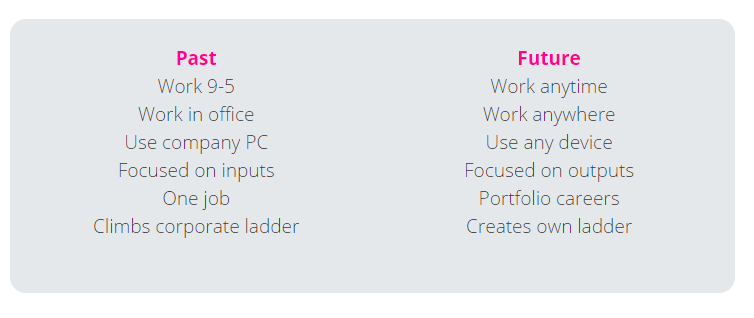 Past
Work 9-5
Work in office
Use company PC
Focused on inputs
One job
Climbs corporate ladder
Future
Work anytime
Work anywhere
Use any device
Focused on outputs
Portfolio careers
Creates own ladder